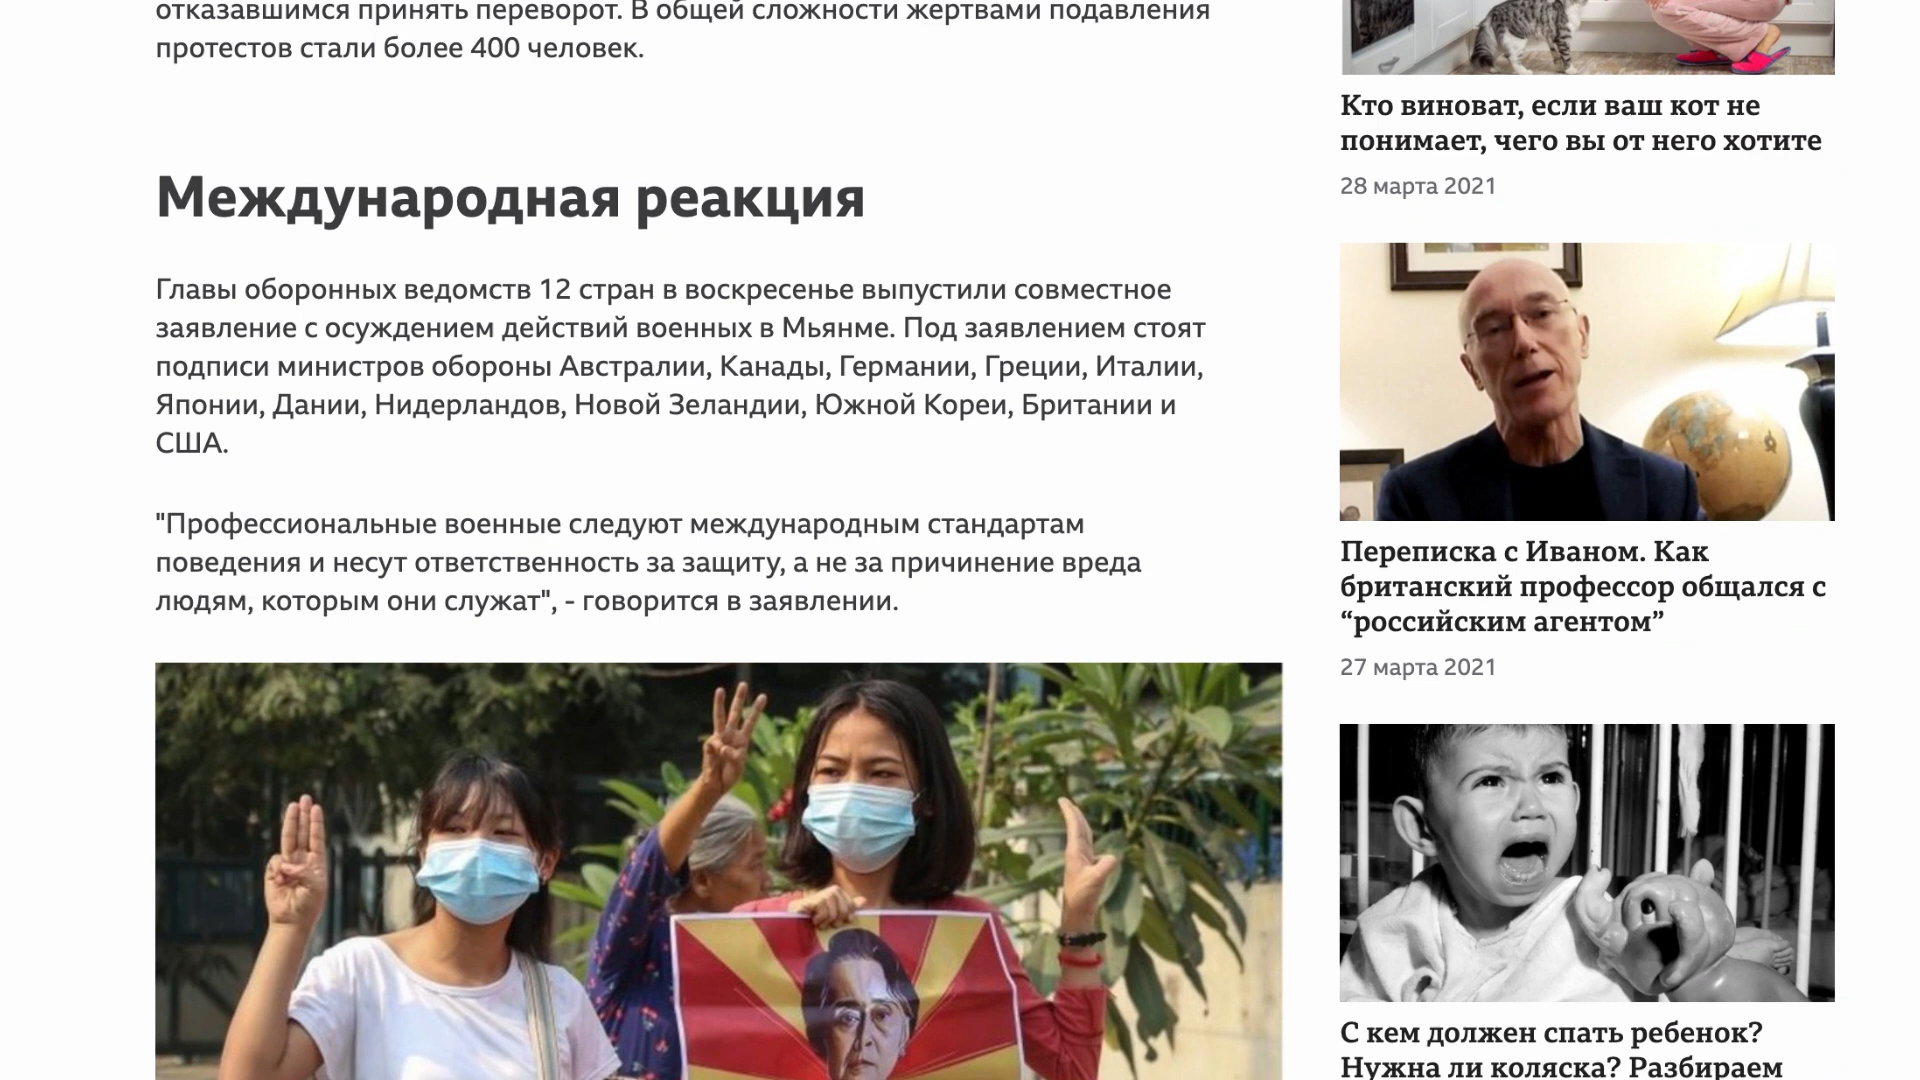 отказавшимся принять переворот. В общей сложности жертвами подавления
протестов стали более 400 человек.
Международная реакция
Главы оборонных ведомств 12 стран в воскресенье выпустили совместное
заявление с осуждением действий военных в Мьянме. Под заявлением стоят
подписи министров обороны Австралии, Канады, Германии, Греции, Италии,
Японии, Дании, Нидерландов, Новой Зеландии, Южной Кореи, Британии и
США.
"Профессиональные военные следуют международным стандартам
поведения и несут ответственность за защиту, а не за причинение вреда
людям, которым они служат", - говорится в заявлении.
Кто виноват, если ваш кот не
понимает, чего вы от него хотите
28 марта 2021
Переписка с Иваном. Как
британский профессор общался с
“российским агентом”
27 марта 2021
С кем должен спать ребенок?
Нужна ли коляска? Разбираем